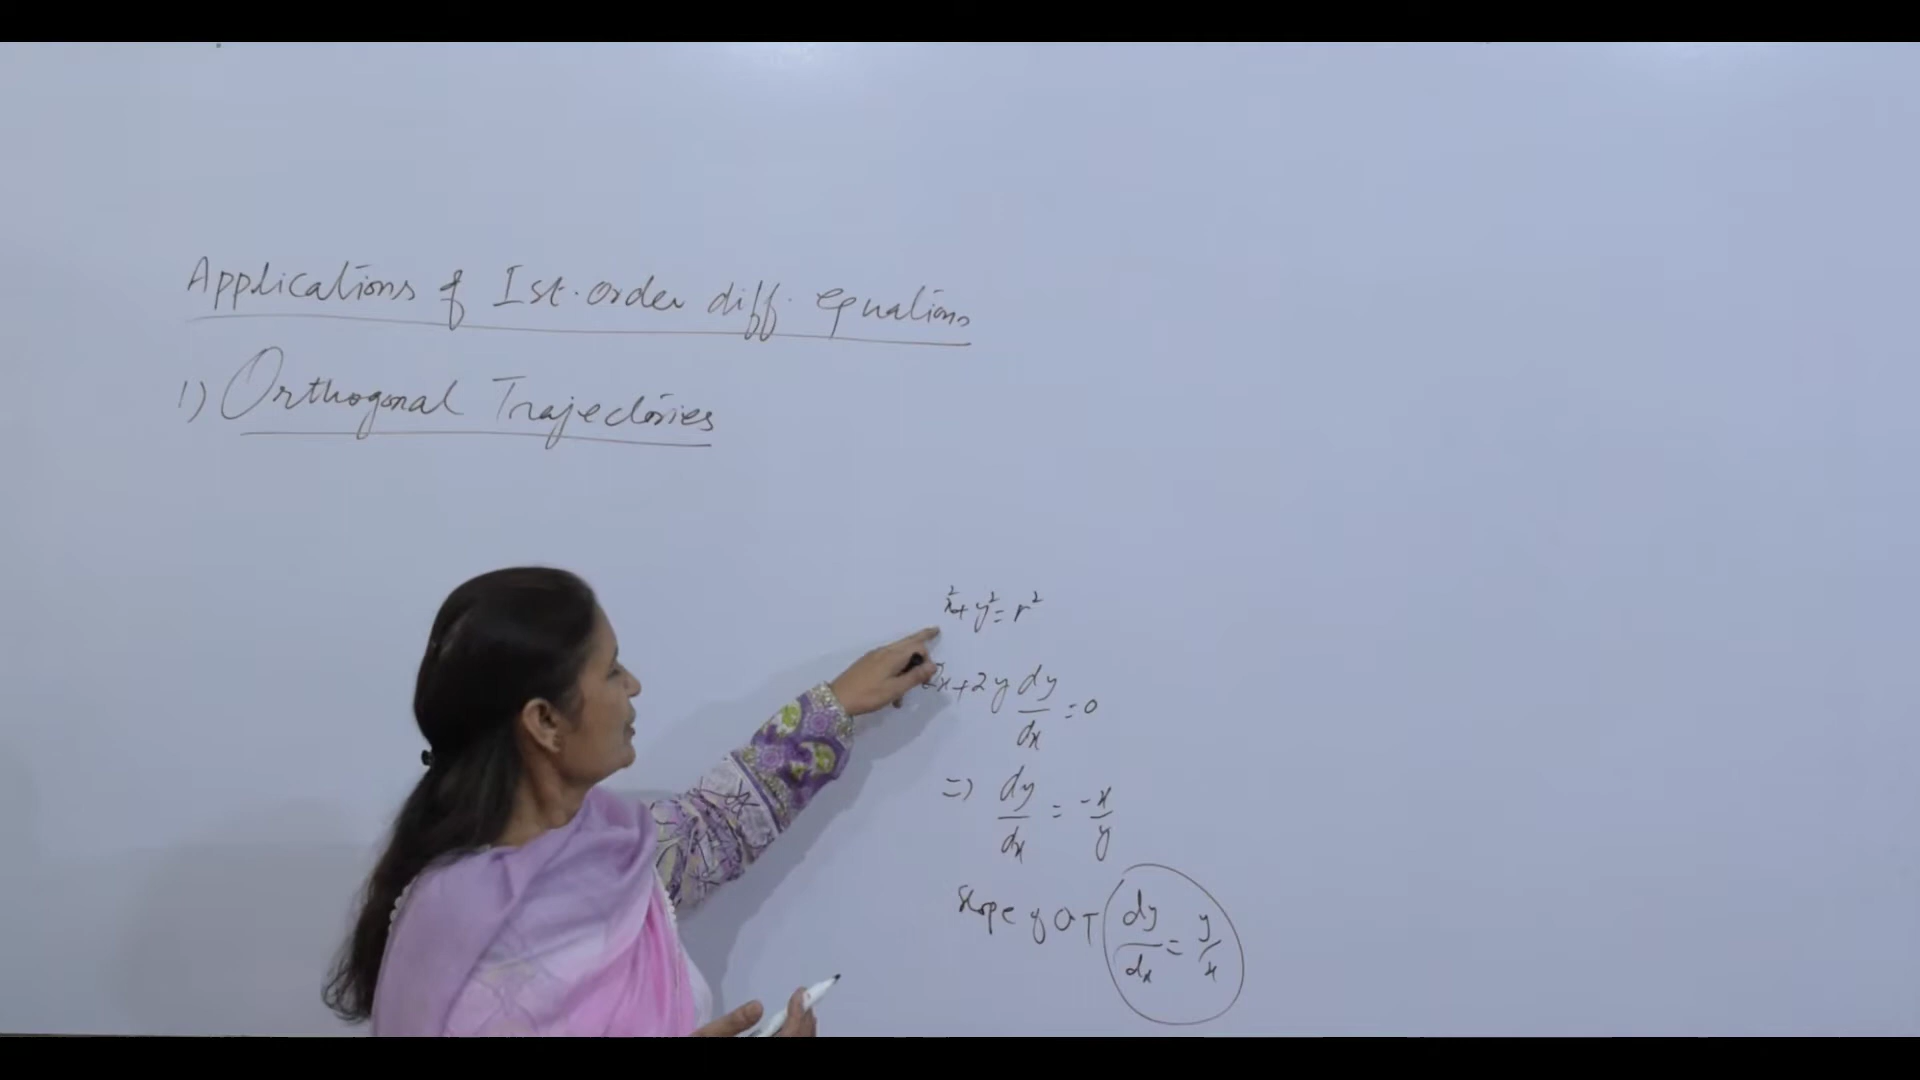 Applications of Ist. order diff. equations
1) Orthogonal Trajectories
x² + y² = r²
2x + 2y dy/dx = 0
=) dy/dx = -x/y
Slope of OT dy/dx = y/x